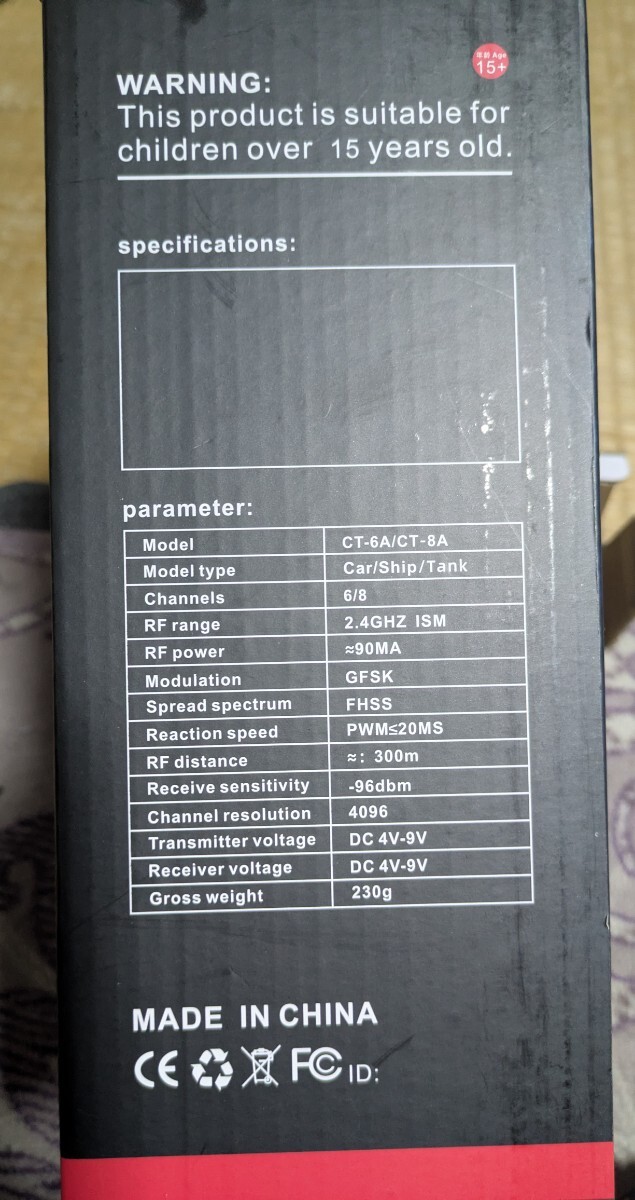 年龄 Age
15+
WARNING:
This product is suitable for
children over 15 years old.
specifications:
parameter:
Model CT-6A/CT-8A
Model type Car/Ship/Tank
Channels 6/8
RF range 2.4GHZ ISM
RF power ≈90MA
Modulation GFSK
Spread spectrum FHSS
Reaction speed PWM≤20MS
RF distance ≈: 300m
Receive sensitivity -96dbm
Channel resolution 4096
Transmitter voltage DC 4V-9V
Receiver voltage DC 4V-9V
Gross weight 230g
MADE IN CHINA
CE FC ID: